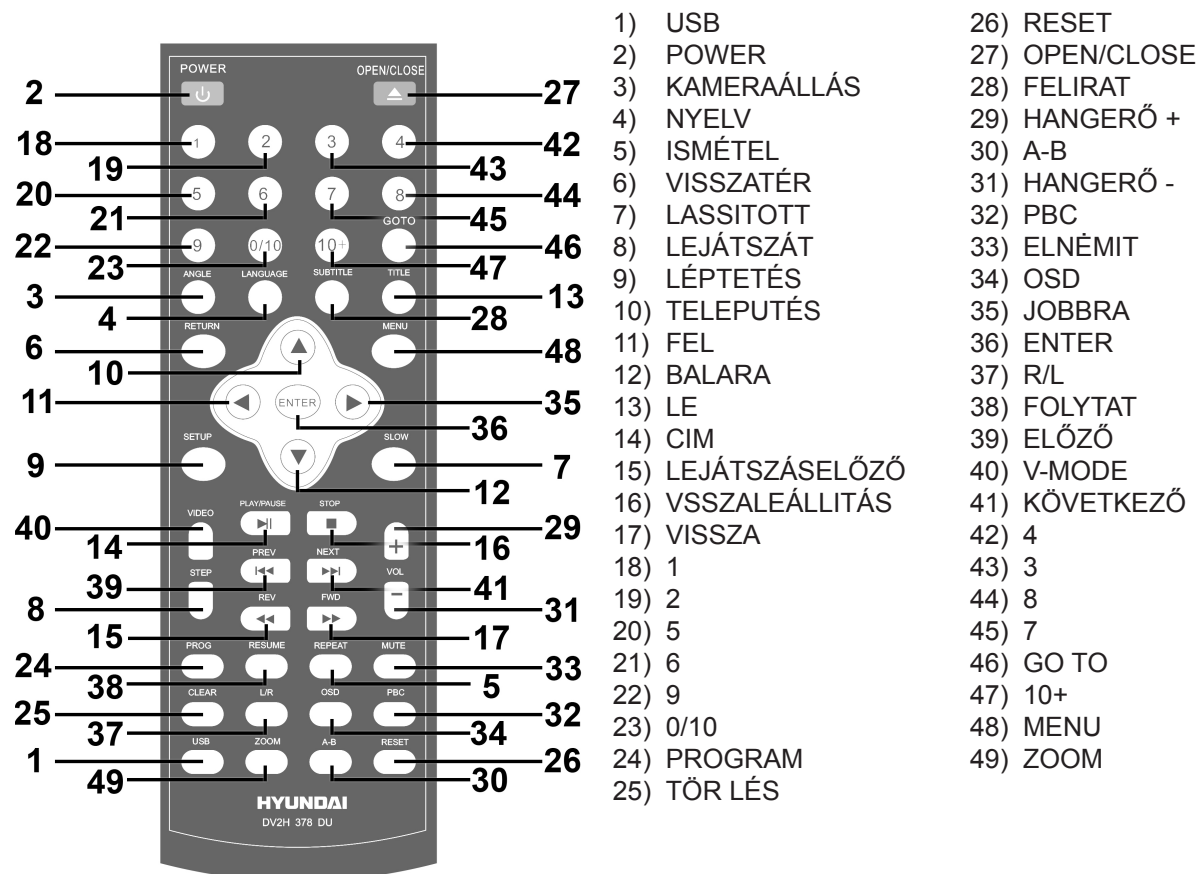 POWER OPEN/CLOSE
2 27
1 2 3 4
18 19 43 42
5 6 7 8
20 21 45 44
GOTO
9 0/10 10+
22 23 47 46
ANGLE LANGUAGE SUBTITLE TITLE
3 4 28 13
RETURN MENU
6 10 48
11 ENTER 35
36
SETUP SLOW
9 12 7
VIDEO PLAY/PAUSE STOP
40 14 16 29
+
PREV NEXT
STEP VOL
39 41
-
REV FWD
8 31
15 17
PROG RESUME REPEAT MUTE
24 38 5 33
CLEAR L/R OSD PBC
25 37 34 32
USB ZOOM A-B RESET
1 49 30 26
HYUNDAI
DV2H 378 DU
1) USB
2) POWER
3) KAMERAÁLLÁS
4) NYELV
5) ISMÉTEL
6) VISSZATÉR
7) LASSITOTT
8) LEJÁTSZÁT
9) LÉPTETÉS
10) TELEPUTÉS
11) FEL
12) BALARA
13) LE
14) CIM
15) LEJÁTSZÁSELŐZŐ
16) VSSZALEÁLLITÁS
17) VISSZA
18) 1
19) 2
20) 5
21) 6
22) 9
23) 0/10
24) PROGRAM
25) TÖR LÉS
26) RESET
27) OPEN/CLOSE
28) FELIRAT
29) HANGERŐ +
30) A-B
31) HANGERŐ -
32) PBC
33) ELNĖMIT
34) OSD
35) JOBBRA
36) ENTER
37) R/L
38) FOLYTAT
39) ELŐZŐ
40) V-MODE
41) KÖVETKEZŐ
42) 4
43) 3
44) 8
45) 7
46) GO TO
47) 10+
48) MENU
49) ZOOM